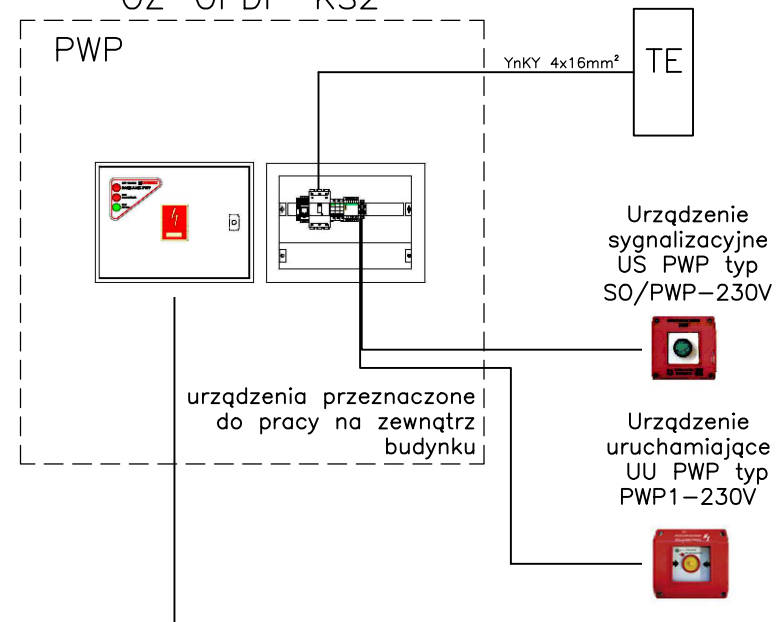 PWP
YnKY 4x16mm²
TE
Urządzenie
sygnalizacyjne
US PWP typ
SO/PWP-230V
urządzenia przeznaczone
do pracy na zewnątrz
budynku
Urządzenie
uruchamiające
UU PWP typ
PWP1-230V